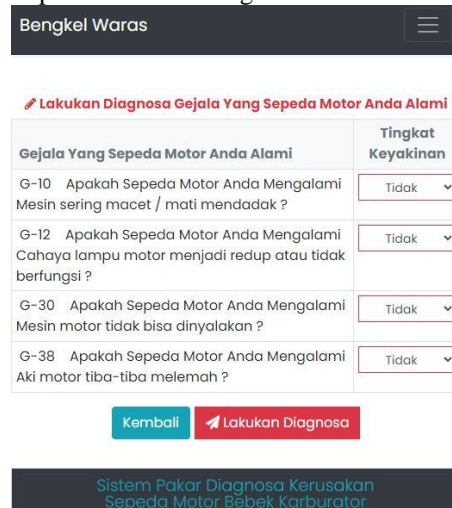 Bengkel Waras
Lakukan Diagnosa Gejala Yang Sepeda Motor Anda Alami
Gejala Yang Sepeda Motor Anda Alami
Tingkat
Keyakinan
G-10 Apakah Sepeda Motor Anda Mengalami
Mesin sering macet / mati mendadak ?
Tidak
G-12 Apakah Sepeda Motor Anda Mengalami
Cahaya lampu motor menjadi redup atau tidak
berfungsi ?
Tidak
G-30 Apakah Sepeda Motor Anda Mengalami
Mesin motor tidak bisa dinyalakan ?
Tidak
G-38 Apakah Sepeda Motor Anda Mengalami
Aki motor tiba-tiba melemah ?
Tidak
Kembali
Lakukan Diagnosa
Sistem Pakar Diagnosa Kerusakan
Sepeda Motor Bebek Karburator